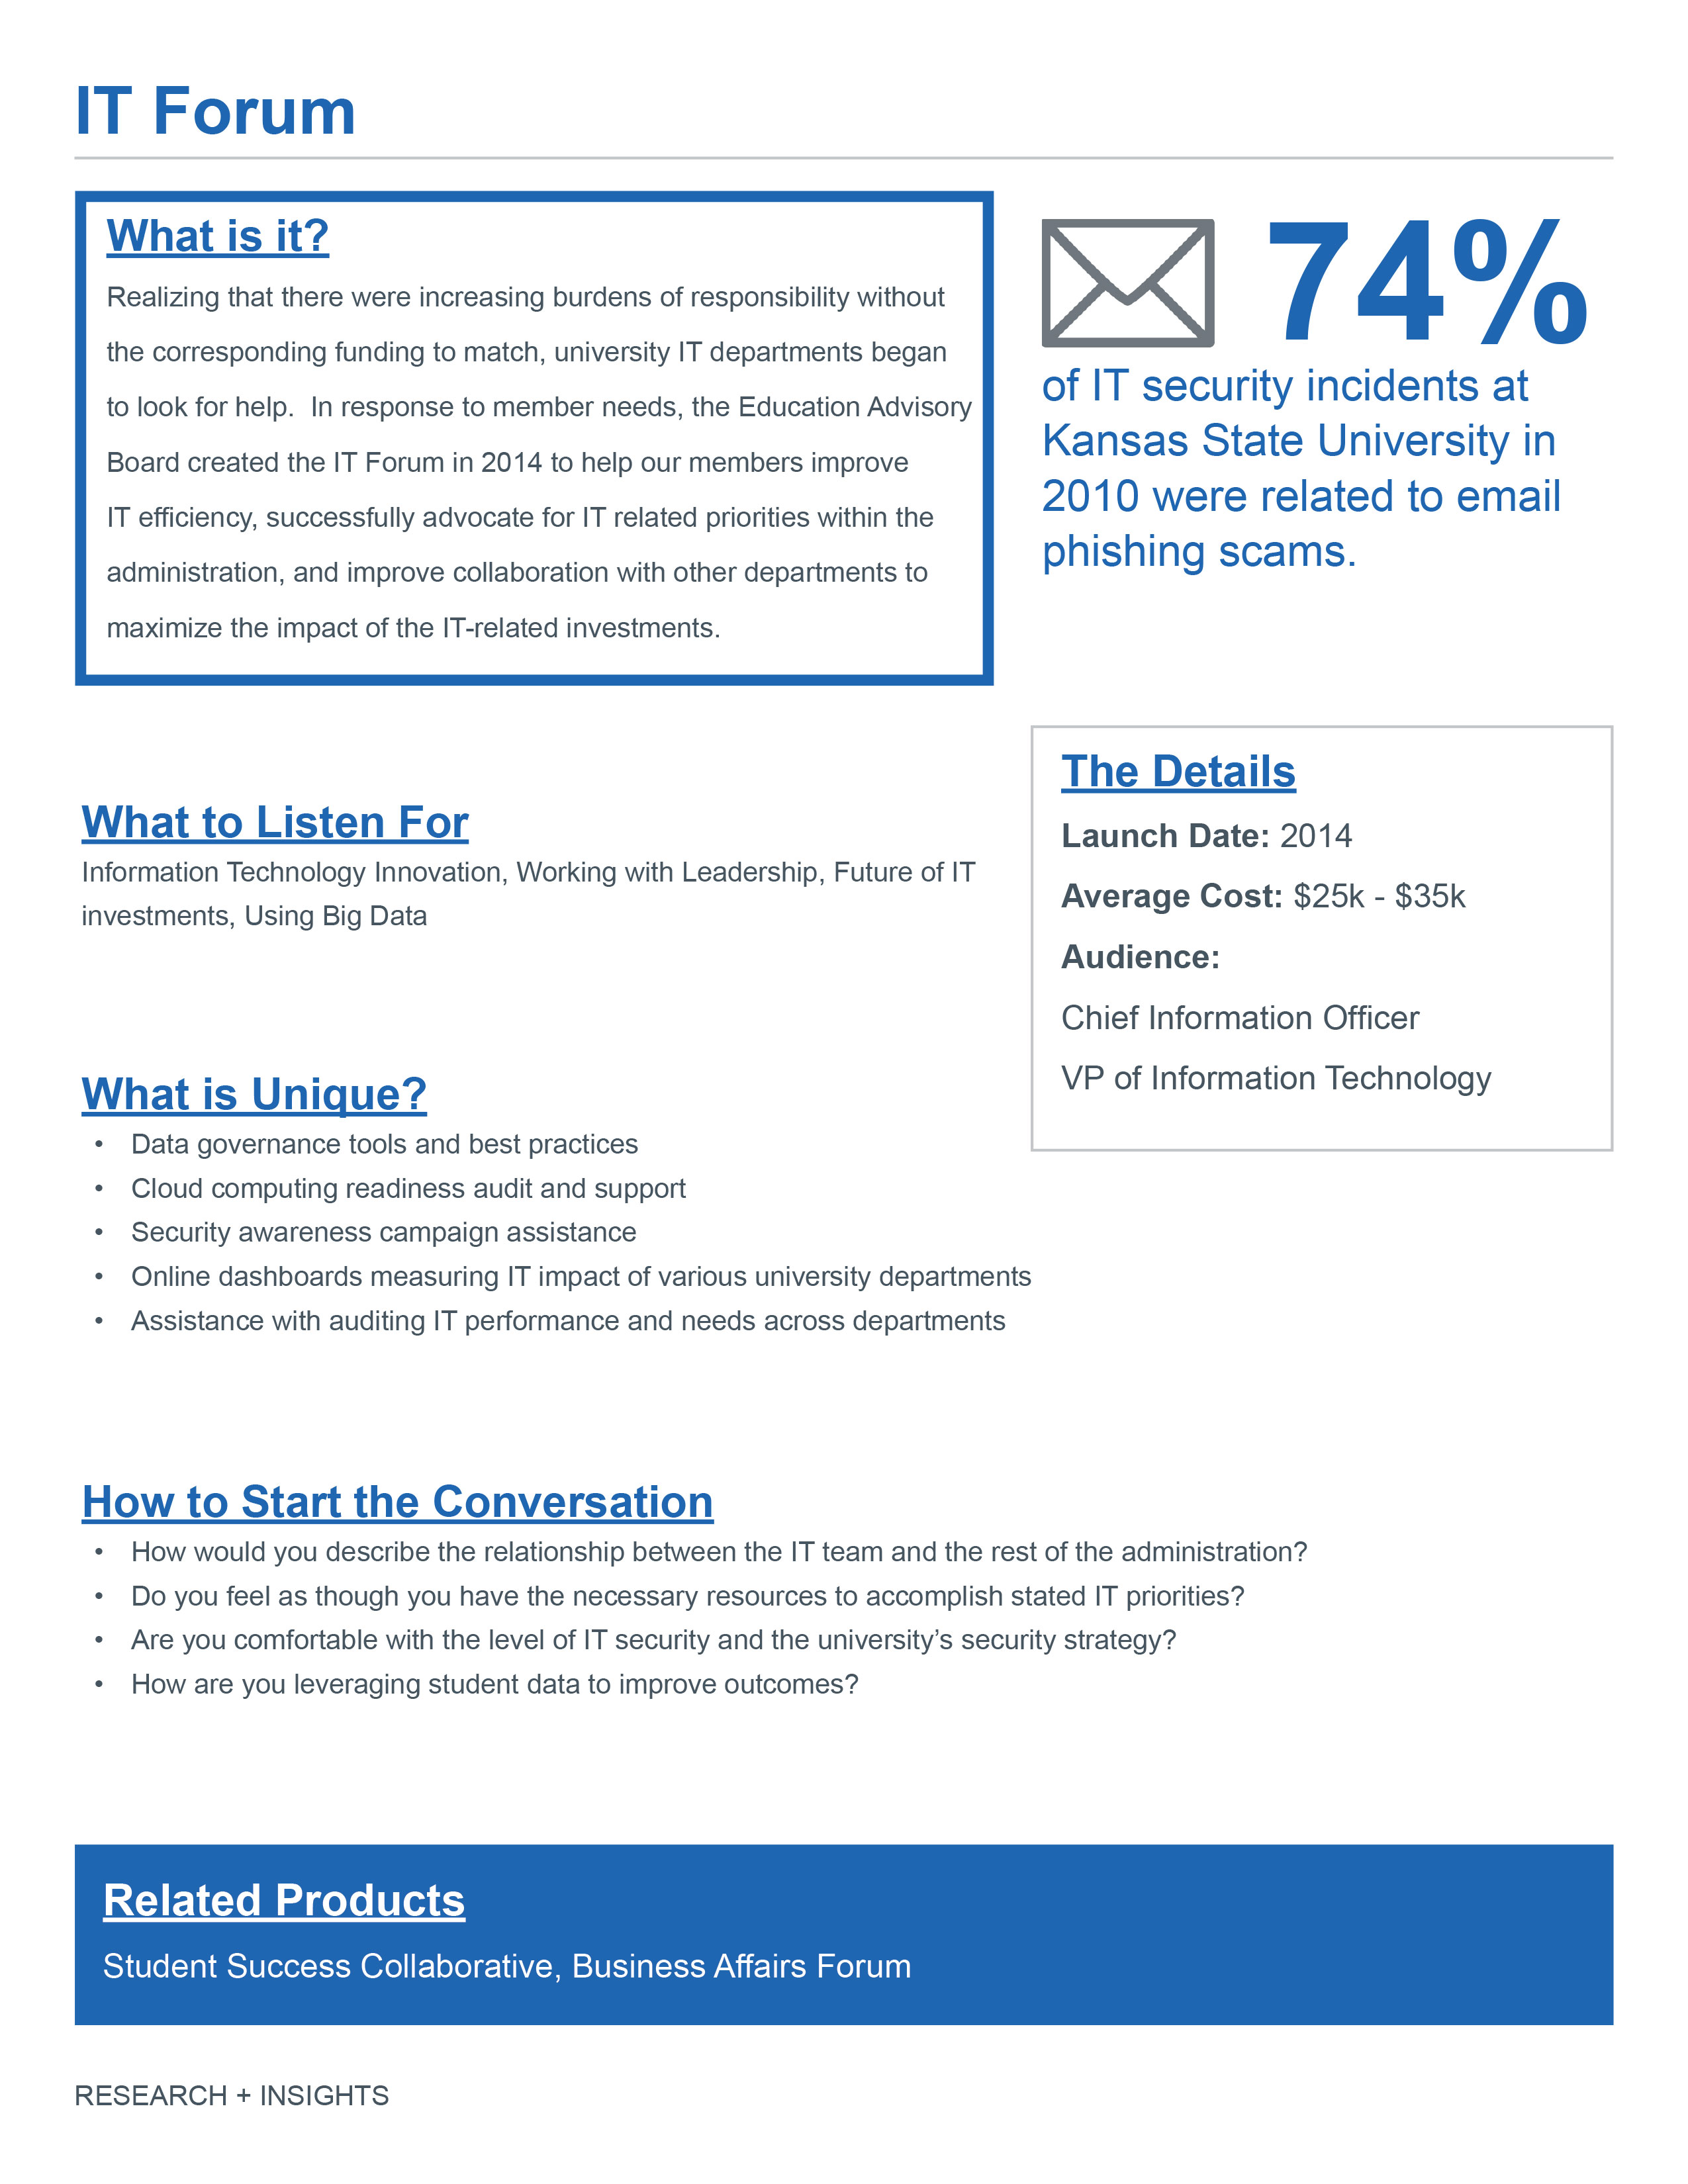 IT Forum
What is it?
Realizing that there were increasing burdens of responsibility without
the corresponding funding to match, university IT departments began
to look for help.  In response to member needs, the Education Advisory
Board created the IT Forum in 2014 to help our members improve
IT efficiency, successfully advocate for IT related priorities within the
administration, and improve collaboration with other departments to
maximize the impact of the IT-related investments.
74%
of IT security incidents at
Kansas State University in
2010 were related to email
phishing scams.
What to Listen For
Information Technology Innovation, Working with Leadership, Future of IT
investments, Using Big Data
The Details
Launch Date: 2014
Average Cost: $25k - $35k
Audience:
Chief Information Officer
VP of Information Technology
What is Unique?
• Data governance tools and best practices
• Cloud computing readiness audit and support
• Security awareness campaign assistance
• Online dashboards measuring IT impact of various university departments
• Assistance with auditing IT performance and needs across departments
How to Start the Conversation
• How would you describe the relationship between the IT team and the rest of the administration?
• Do you feel as though you have the necessary resources to accomplish stated IT priorities?
• Are you comfortable with the level of IT security and the university’s security strategy?
• How are you leveraging student data to improve outcomes?
Related Products
Student Success Collaborative, Business Affairs Forum
RESEARCH + INSIGHTS